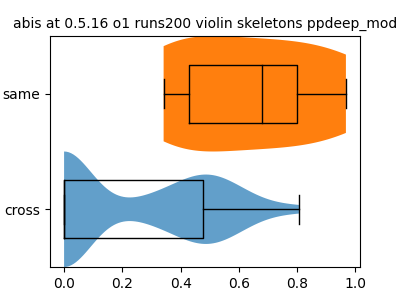 abis at 0.5.16 o1 runs200 violin skeletons ppdeep_mod
same
cross
0.0 0.2 0.4 0.6 0.8 1.0